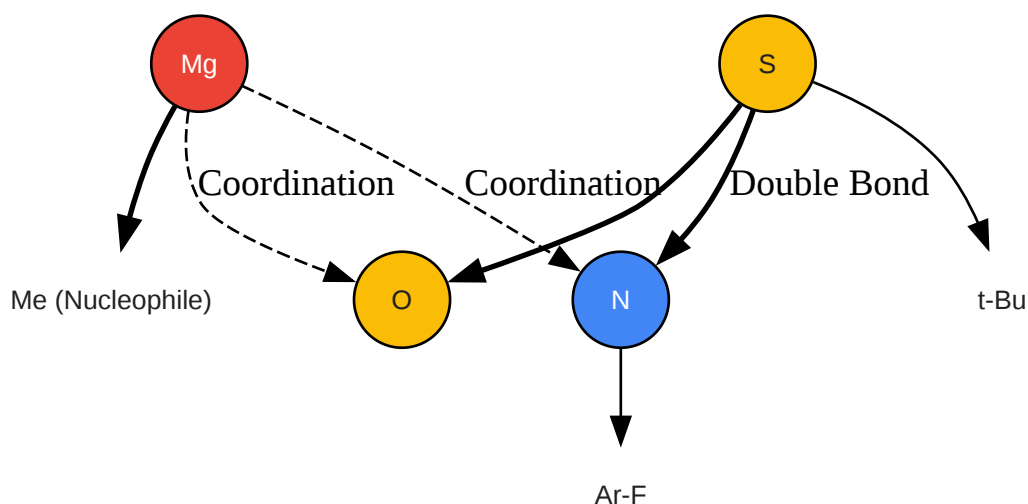 Mg
S
Coordination
Coordination
Double Bond
Me (Nucleophile)
O
N
t-Bu
Ar-F